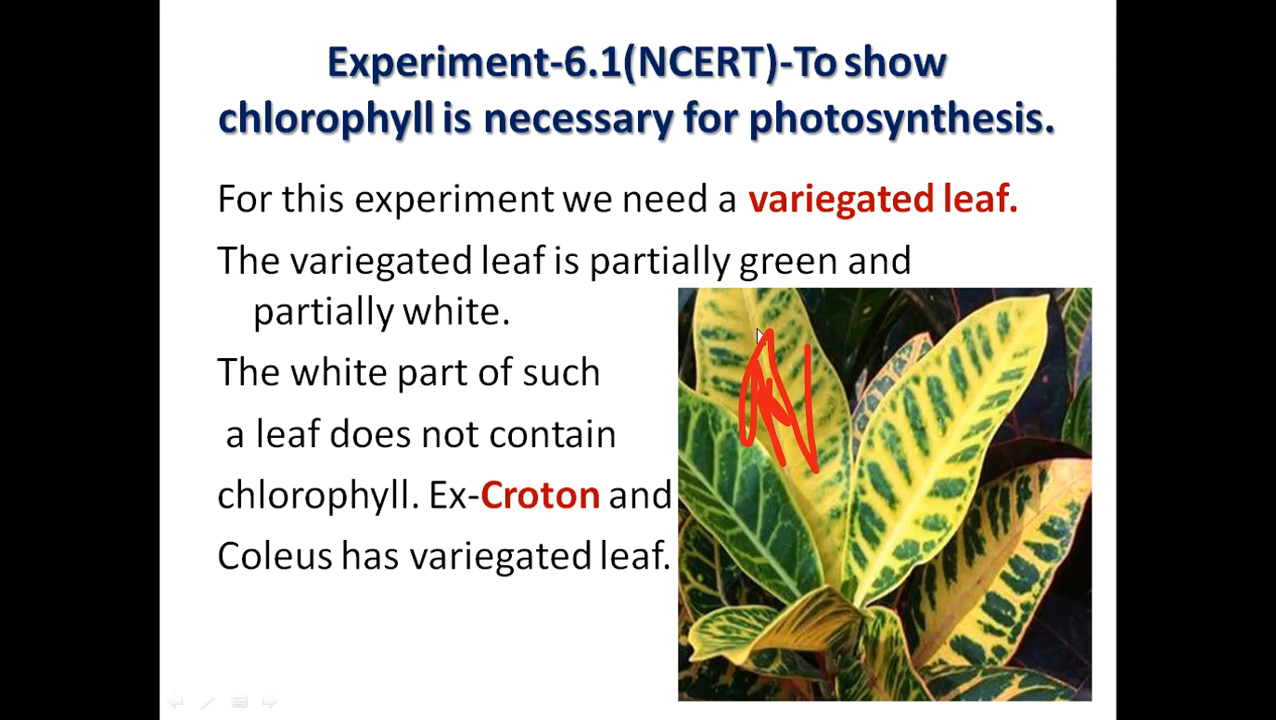 Experiment-6.1(NCERT)-To show
chlorophyll is necessary for photosynthesis.
For this experiment we need a variegated leaf.
The variegated leaf is partially green and
partially white.
The white part of such
a leaf does not contain
chlorophyll. Ex-Croton and
Coleus has variegated leaf.